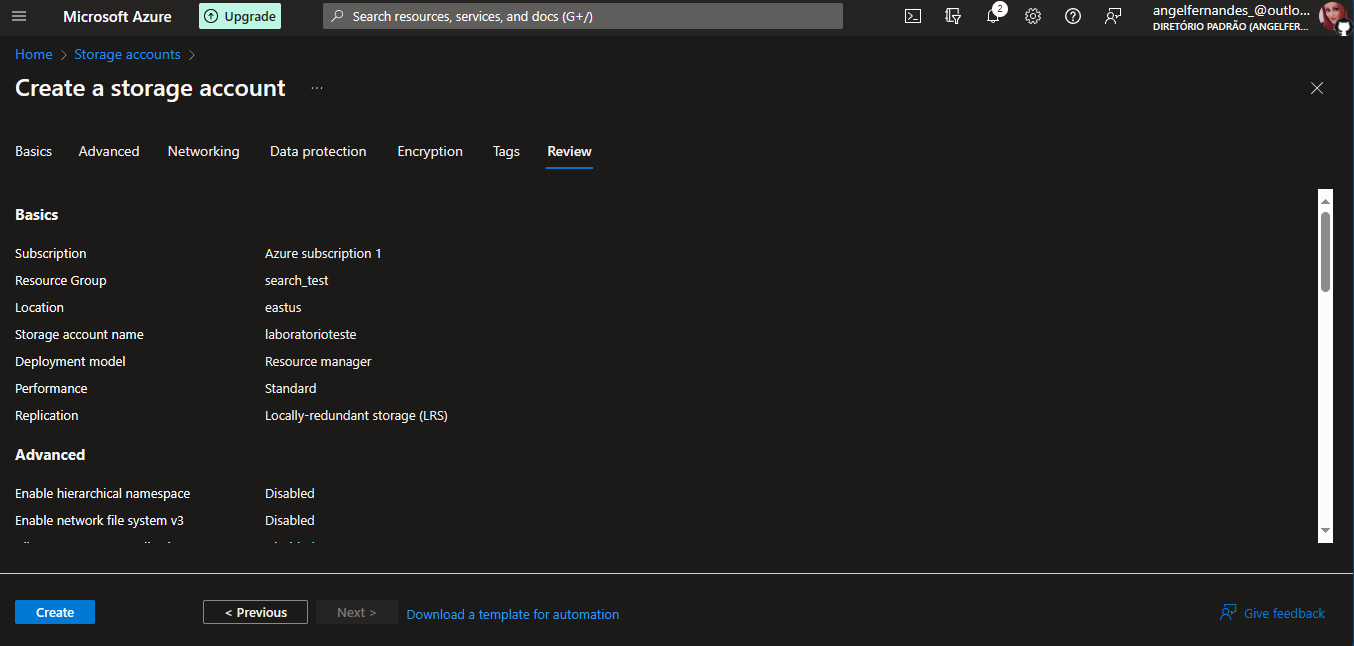 Microsoft Azure Upgrade Search resources, services, and docs (G+/) 2 angelfernandes_@outlo...
DIRETÓRIO PADRÃO (ANGELFER...
Home > Storage accounts >
Create a storage account ...
Basics Advanced Networking Data protection Encryption Tags Review
Basics
Subscription Azure subscription 1
Resource Group search_test
Location eastus
Storage account name laboratorioteste
Deployment model Resource manager
Performance Standard
Replication Locally-redundant storage (LRS)
Advanced
Enable hierarchical namespace Disabled
Enable network file system v3 Disabled
Create < Previous Next > Download a template for automation Give feedback